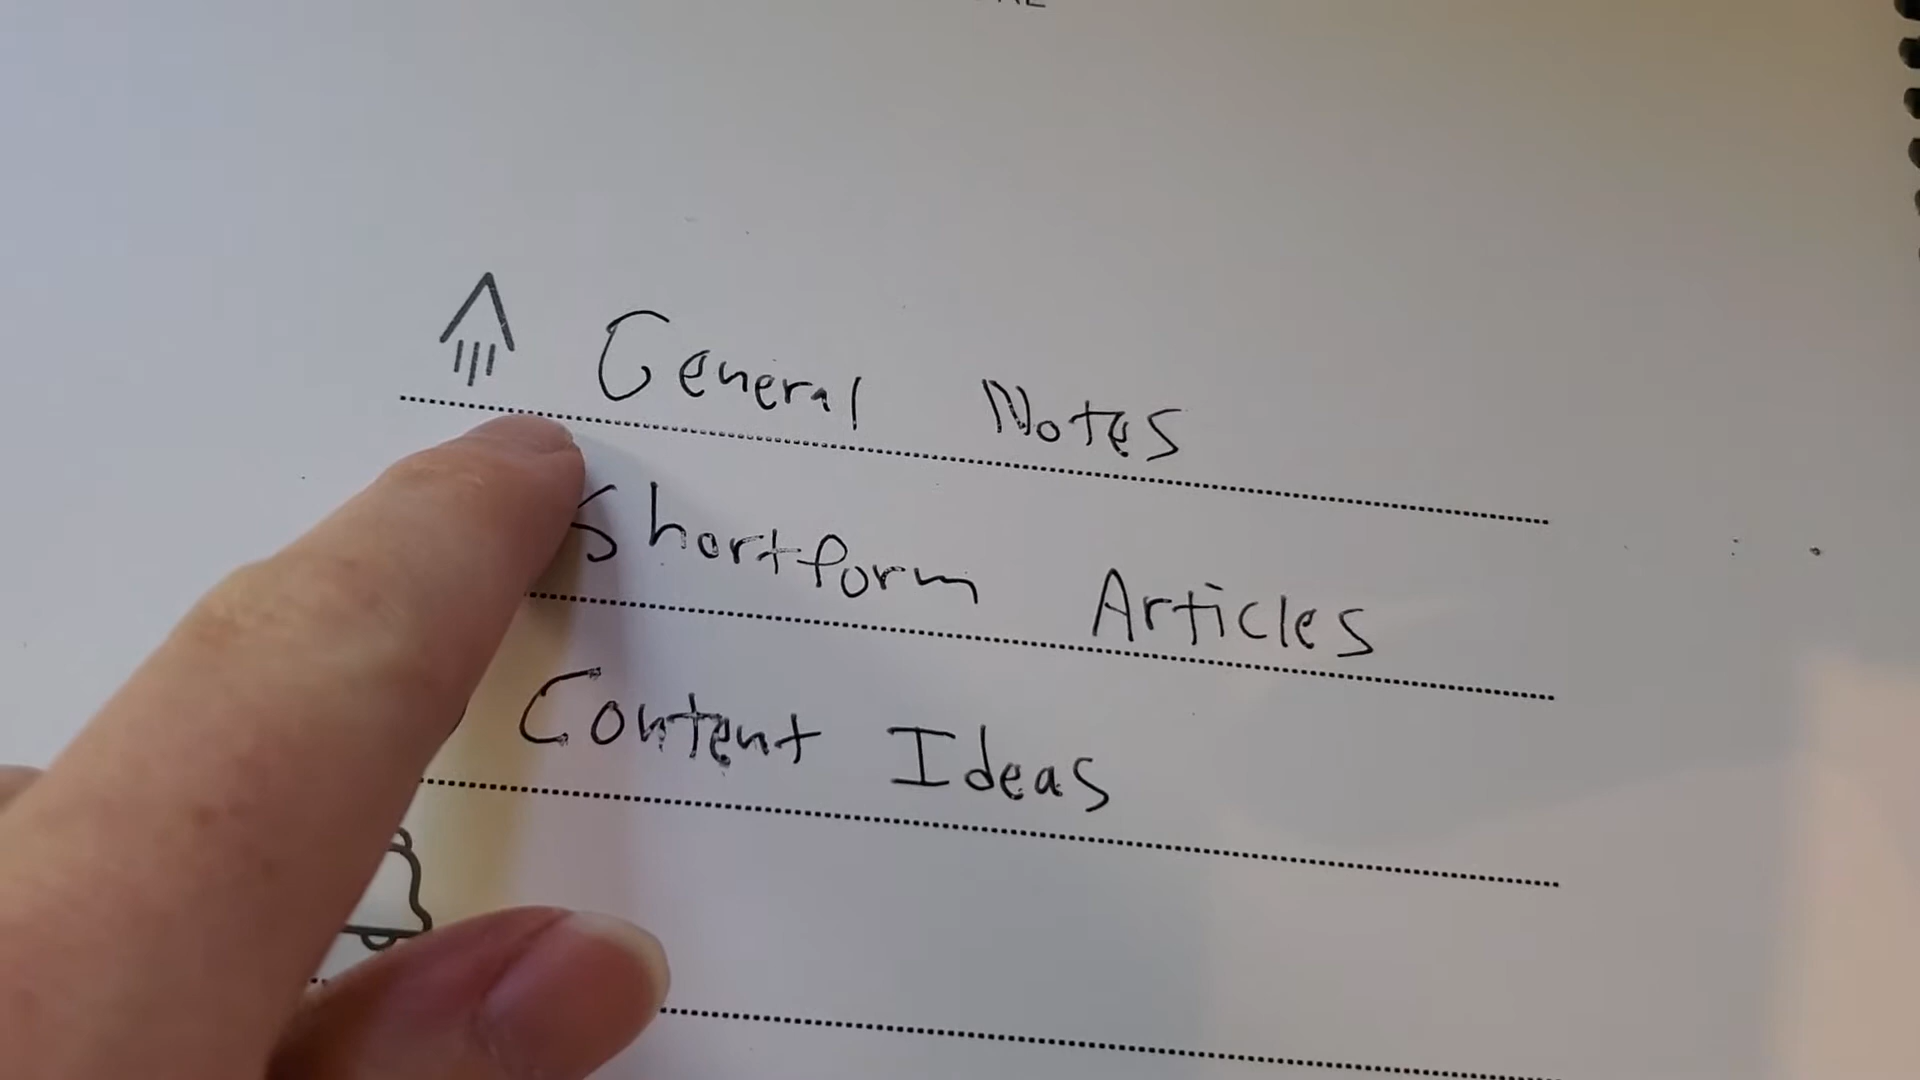 General Notes
Shortform Articles
Content Ideas